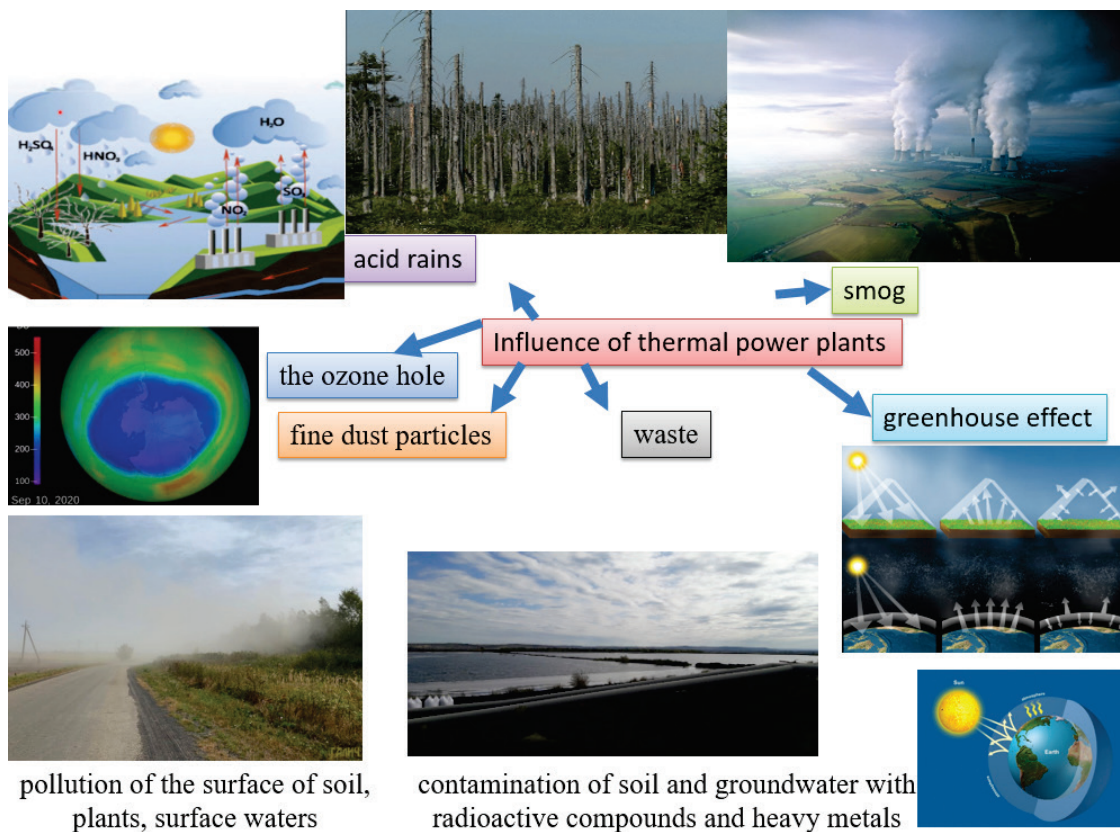 H₂O
H₂SO₄
HNO₃
SO₂
NO₂
acid rains
smog
Influence of thermal power plants
the ozone hole
greenhouse effect
fine dust particles
waste
500
400
300
200
100
Sep 10, 2020
Sun
Earth
pollution of the surface of soil,
plants, surface waters
contamination of soil and groundwater with
radioactive compounds and heavy metals